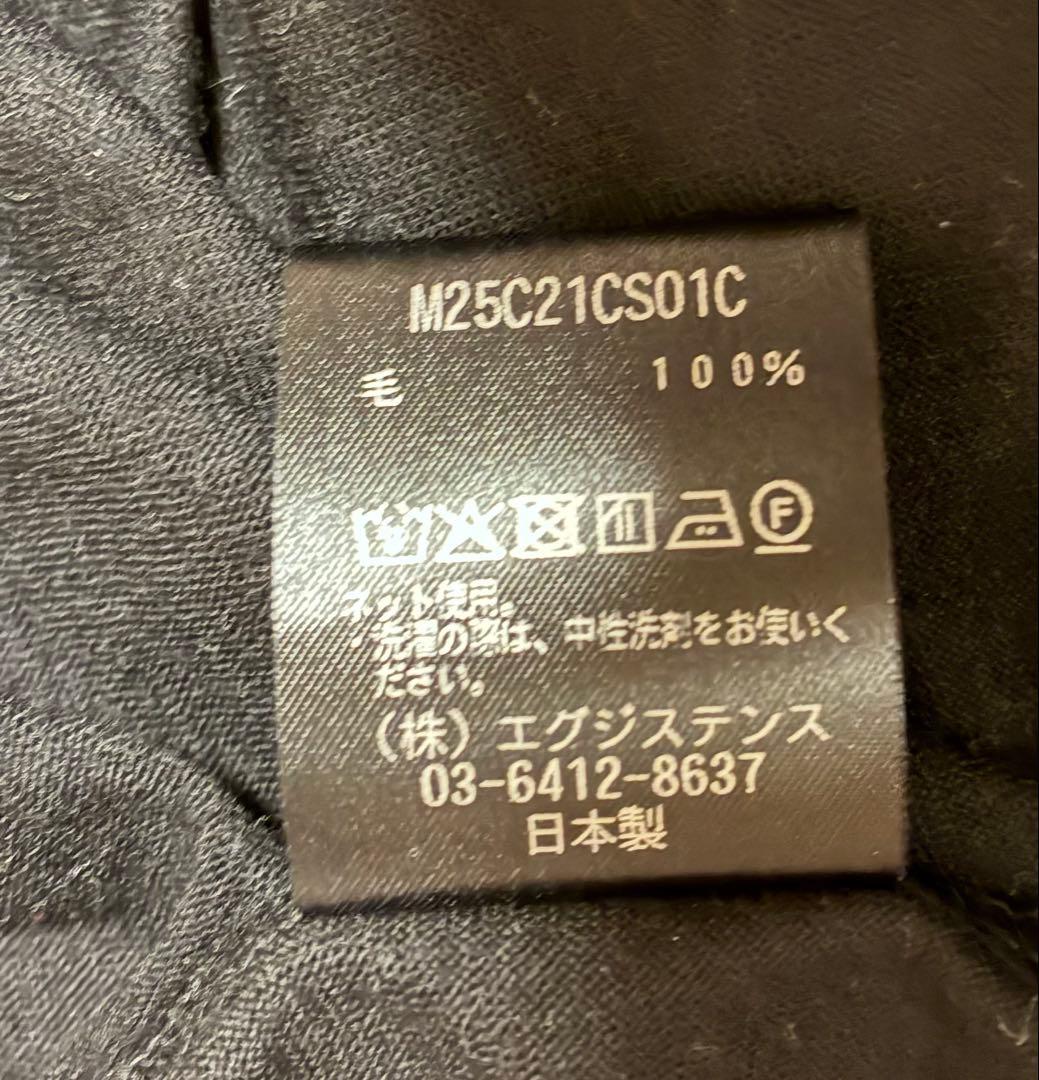 M25C21CS01C
毛 100%
F
ネット使用。
・洗濯の際は、中性洗剤をお使いく
ださい。
（株）エグジステンス
03-6412-8637
日本製